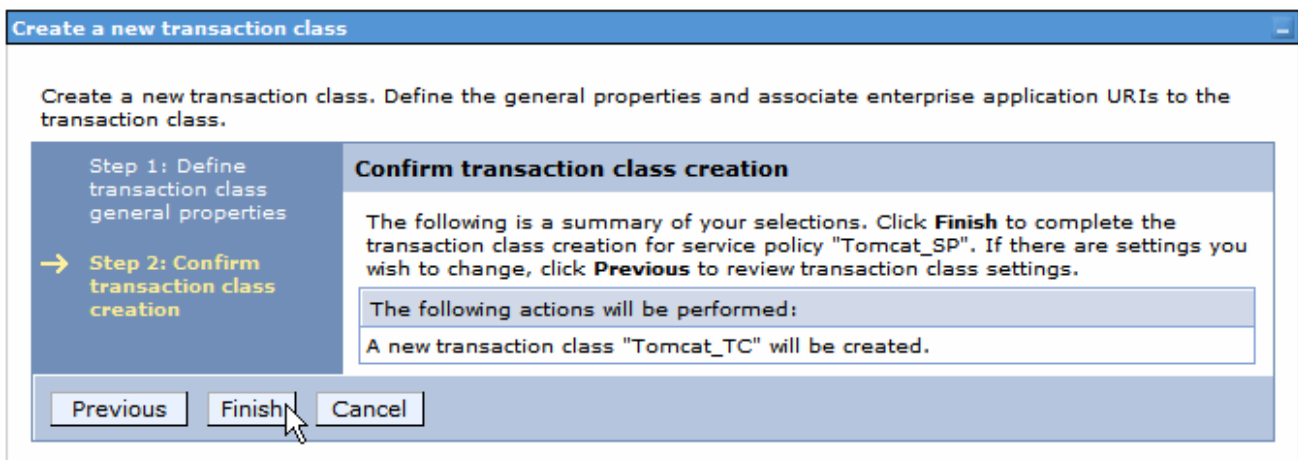 Create a new transaction class
Create a new transaction class. Define the general properties and associate enterprise application URIs to the
transaction class.
Step 1: Define
transaction class
general properties
Step 2: Confirm
transaction class
creation
Confirm transaction class creation
The following is a summary of your selections. Click Finish to complete the
transaction class creation for service policy "Tomcat_SP". If there are settings you
wish to change, click Previous to review transaction class settings.
The following actions will be performed:
A new transaction class "Tomcat_TC" will be created.
Previous Finish Cancel